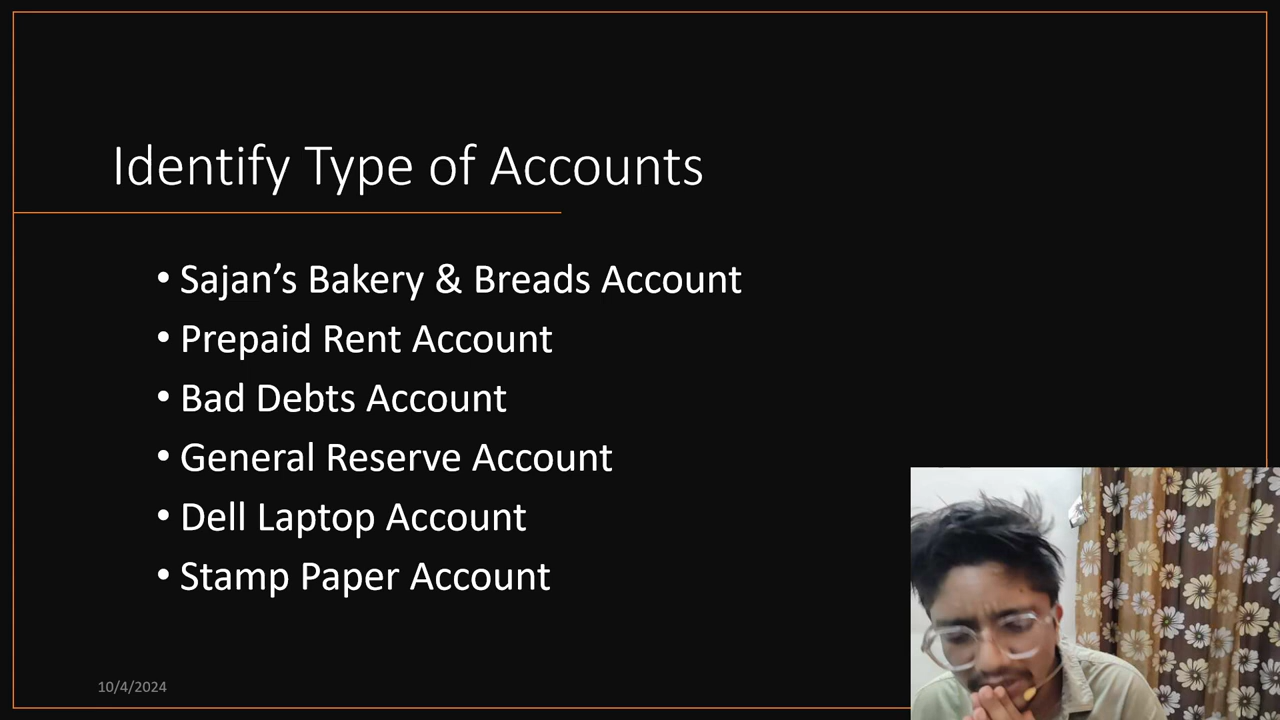 Identify Type of Accounts
• Sajan’s Bakery & Breads Account
• Prepaid Rent Account
• Bad Debts Account
• General Reserve Account
• Dell Laptop Account
• Stamp Paper Account
10/4/2024